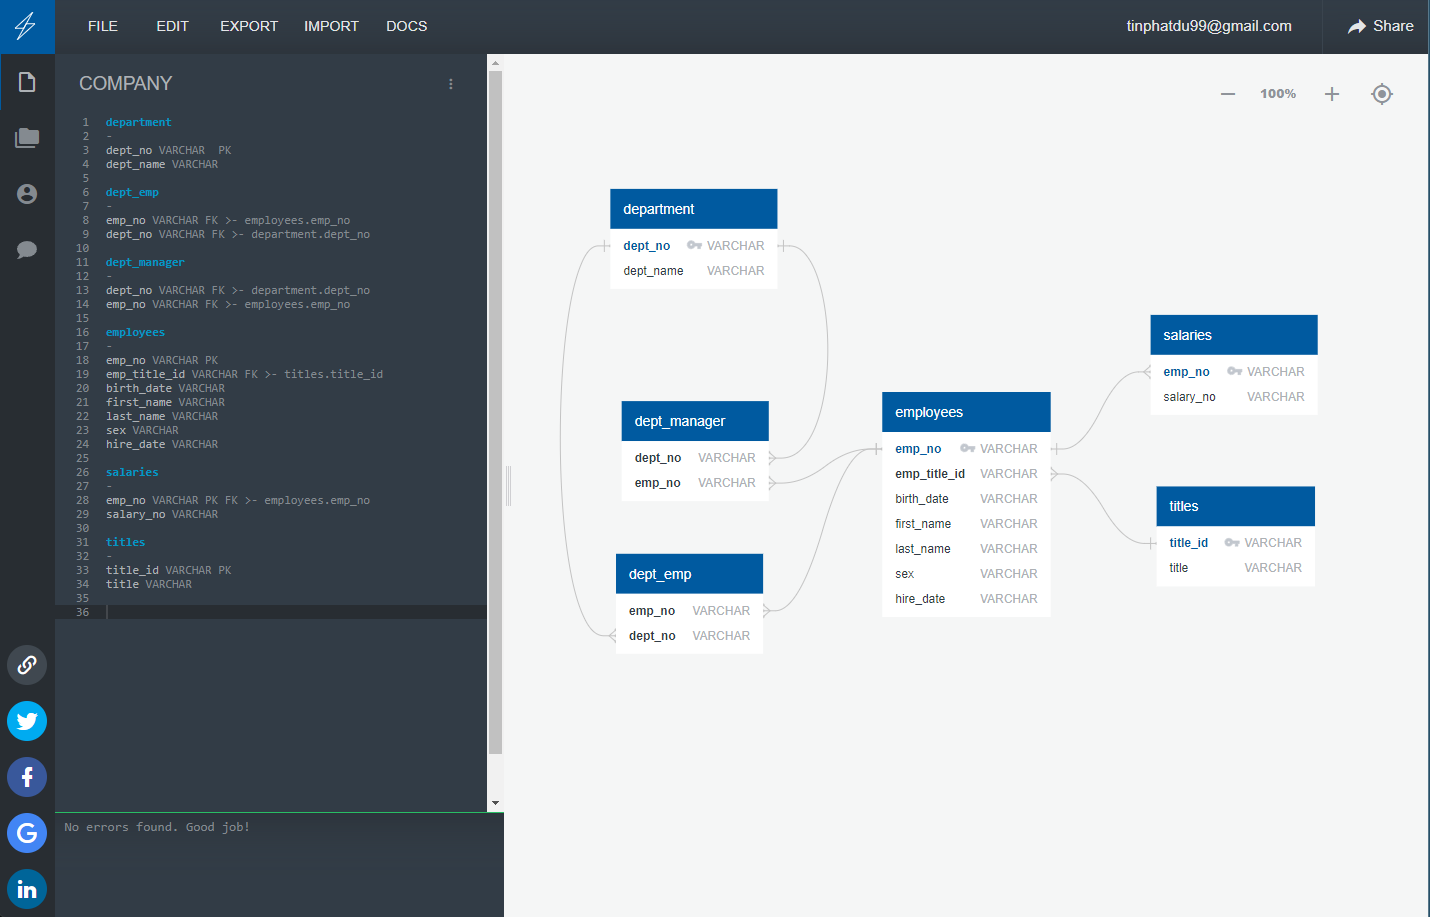 FILE EDIT EXPORT IMPORT DOCS tinphatdu99@gmail.com Share
COMPANY
1 department
2 -
3 dept_no VARCHAR  PK
4 dept_name VARCHAR
5
6 dept_emp
7 -
8 emp_no VARCHAR FK >- employees.emp_no
9 dept_no VARCHAR FK >- department.dept_no
10
11 dept_manager
12 -
13 dept_no VARCHAR FK >- department.dept_no
14 emp_no VARCHAR FK >- employees.emp_no
15
16 employees
17 -
18 emp_no VARCHAR PK
19 emp_title_id VARCHAR FK >- titles.title_id
20 birth_date VARCHAR
21 first_name VARCHAR
22 last_name VARCHAR
23 sex VARCHAR
24 hire_date VARCHAR
25
26 salaries
27 -
28 emp_no VARCHAR PK FK >- employees.emp_no
29 salary_no VARCHAR
30
31 titles
32 -
33 title_id VARCHAR PK
34 title VARCHAR
35
36
No errors found. Good job!
100%
department
dept_no VARCHAR
dept_name VARCHAR
dept_manager
dept_no VARCHAR
emp_no VARCHAR
dept_emp
emp_no VARCHAR
dept_no VARCHAR
employees
emp_no VARCHAR
emp_title_id VARCHAR
birth_date VARCHAR
first_name VARCHAR
last_name VARCHAR
sex VARCHAR
hire_date VARCHAR
salaries
emp_no VARCHAR
salary_no VARCHAR
titles
title_id VARCHAR
title VARCHAR